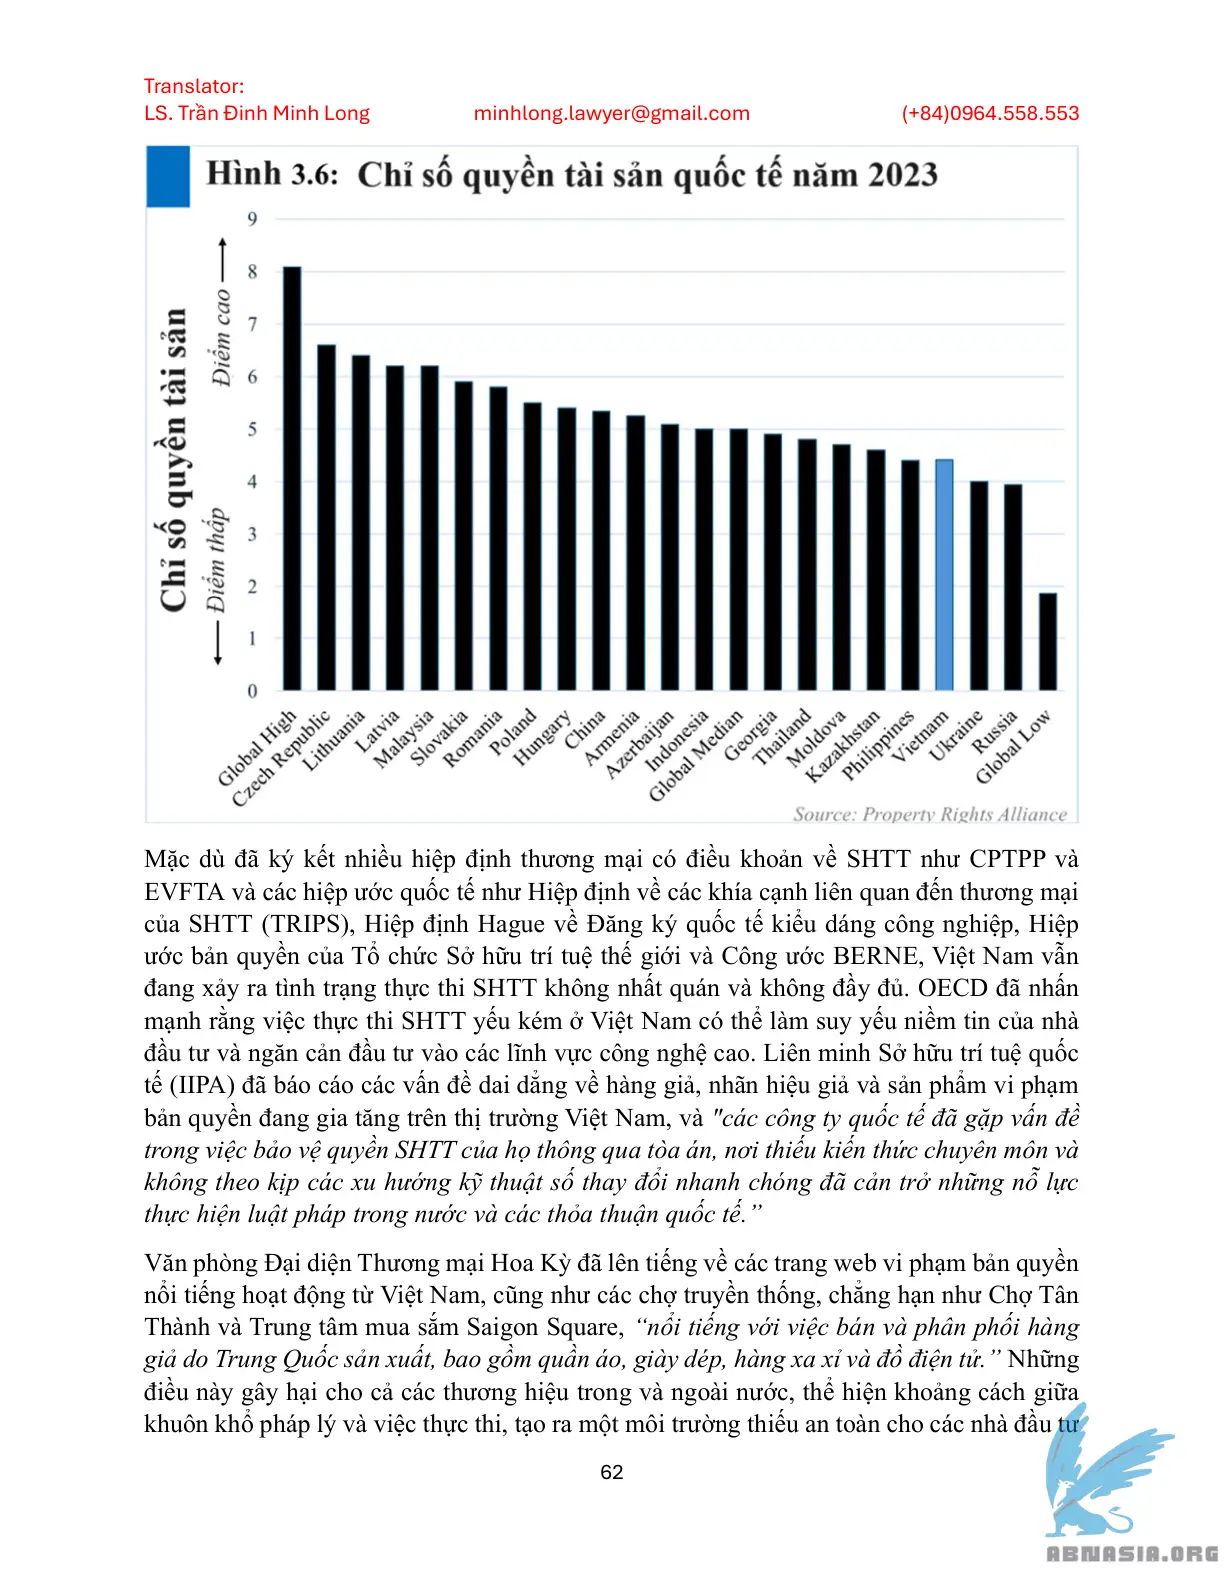 Translator:
LS. Trần Đinh Minh Long minhlong.lawyer@gmail.com (+84)0964.558.553
Hình 3.6: Chỉ số quyền tài sản quốc tế năm 2023
Chỉ số quyền tài sản
Điểm thấp
Điểm cao
9
8
7
6
5
4
3
2
1
0
Global High
Czech Republic
Lithuania
Latvia
Malaysia
Slovakia
Romania
Poland
Hungary
China
Armenia
Azerbaijan
Indonesia
Global Median
Georgia
Thailand
Moldova
Kazakhstan
Philippines
Vietnam
Ukraine
Russia
Global Low
Source: Property Rights Alliance
Mặc dù đã ký kết nhiều hiệp định thương mại có điều khoản về SHTT như CPTPP và
EVFTA và các hiệp ước quốc tế như Hiệp định về các khía cạnh liên quan đến thương mại
của SHTT (TRIPS), Hiệp định Hague về Đăng ký quốc tế kiểu dáng công nghiệp, Hiệp
ước bản quyền của Tổ chức Sở hữu trí tuệ thế giới và Công ước BERNE, Việt Nam vẫn
đang xảy ra tình trạng thực thi SHTT không nhất quán và không đầy đủ. OECD đã nhấn
mạnh rằng việc thực thi SHTT yếu kém ở Việt Nam có thể làm suy yếu niềm tin của nhà
đầu tư và ngăn cản đầu tư vào các lĩnh vực công nghệ cao. Liên minh Sở hữu trí tuệ quốc
tế (IIPA) đã báo cáo các vấn đề dai dẳng về hàng giả, nhãn hiệu giả và sản phẩm vi phạm
bản quyền đang gia tăng trên thị trường Việt Nam, và "các công ty quốc tế đã gặp vấn đề
trong việc bảo vệ quyền SHTT của họ thông qua tòa án, nơi thiếu kiến thức chuyên môn và
không theo kịp các xu hướng kỹ thuật số thay đổi nhanh chóng đã cản trở những nỗ lực
thực hiện luật pháp trong nước và các thỏa thuận quốc tế.”
Văn phòng Đại diện Thương mại Hoa Kỳ đã lên tiếng về các trang web vi phạm bản quyền
nổi tiếng hoạt động từ Việt Nam, cũng như các chợ truyền thống, chẳng hạn như Chợ Tân
Thành và Trung tâm mua sắm Saigon Square, “nổi tiếng với việc bán và phân phối hàng
giả do Trung Quốc sản xuất, bao gồm quần áo, giày dép, hàng xa xỉ và đồ điện tử.” Những
điều này gây hại cho cả các thương hiệu trong và ngoài nước, thể hiện khoảng cách giữa
khuôn khổ pháp lý và việc thực thi, tạo ra một môi trường thiếu an toàn cho các nhà đầu tư
62
ABNASIA.ORG